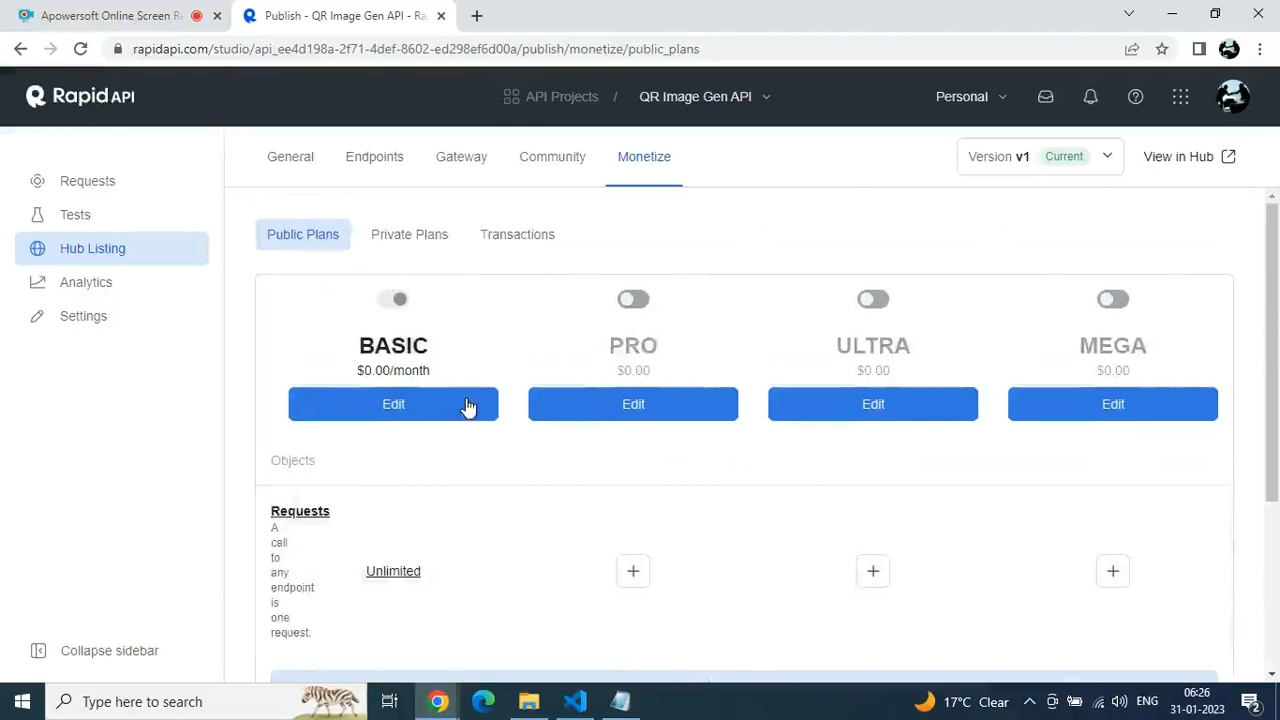 Apowersoft Online Screen R
Publish - QR Image Gen API - Ra
rapidapi.com/studio/api_ee4d198a-2f71-4def-8602-ed298ef6d00a/publish/monetize/public_plans
Rapid API
API Projects / QR Image Gen API
Personal
General Endpoints Gateway Community Monetize
Version v1 Current
View in Hub
Requests
Tests
Hub Listing
Analytics
Settings
Collapse sidebar
Public Plans Private Plans Transactions
BASIC PRO ULTRA MEGA
$0.00/month $0.00 $0.00 $0.00
Edit Edit Edit Edit
Objects
Requests
A
call
to
any
endpoint
is
one
request.
Unlimited + + +
Type here to search
17°C Clear
ENG
06:26
31-01-2023
2